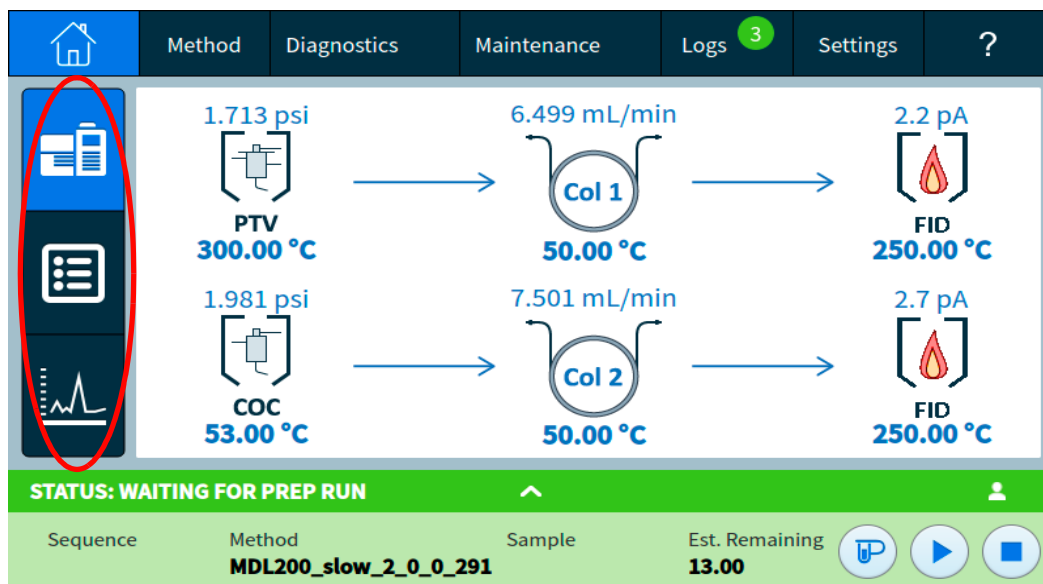 Method Diagnostics Maintenance Logs 3 Settings ?
1.713 psi 6.499 mL/min 2.2 pA
Col 1
PTV FID
300.00 °C 50.00 °C 250.00 °C
1.981 psi 7.501 mL/min 2.7 pA
Col 2
COC FID
53.00 °C 50.00 °C 250.00 °C
STATUS: WAITING FOR PREP RUN
Sequence Method Sample Est. Remaining
MDL200_slow_2_0_0_291 13.00